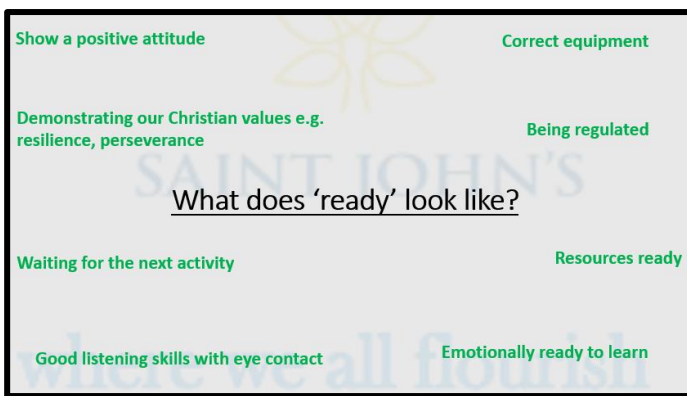 Show a positive attitude
Correct equipment
Demonstrating our Christian values e.g.
resilience, perseverance
Being regulated
SAINT JOHN'S
What does ‘ready’ look like?
Waiting for the next activity
Resources ready
where we all flourish
Good listening skills with eye contact
Emotionally ready to learn